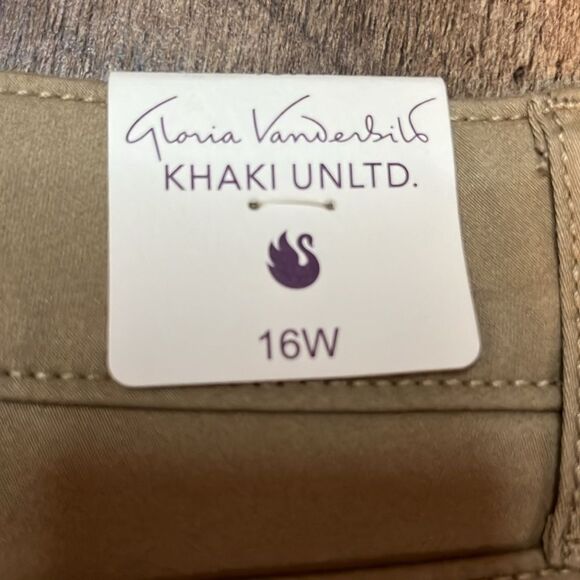 Gloria Vanderbilt
KHAKI UNLTD.
16W